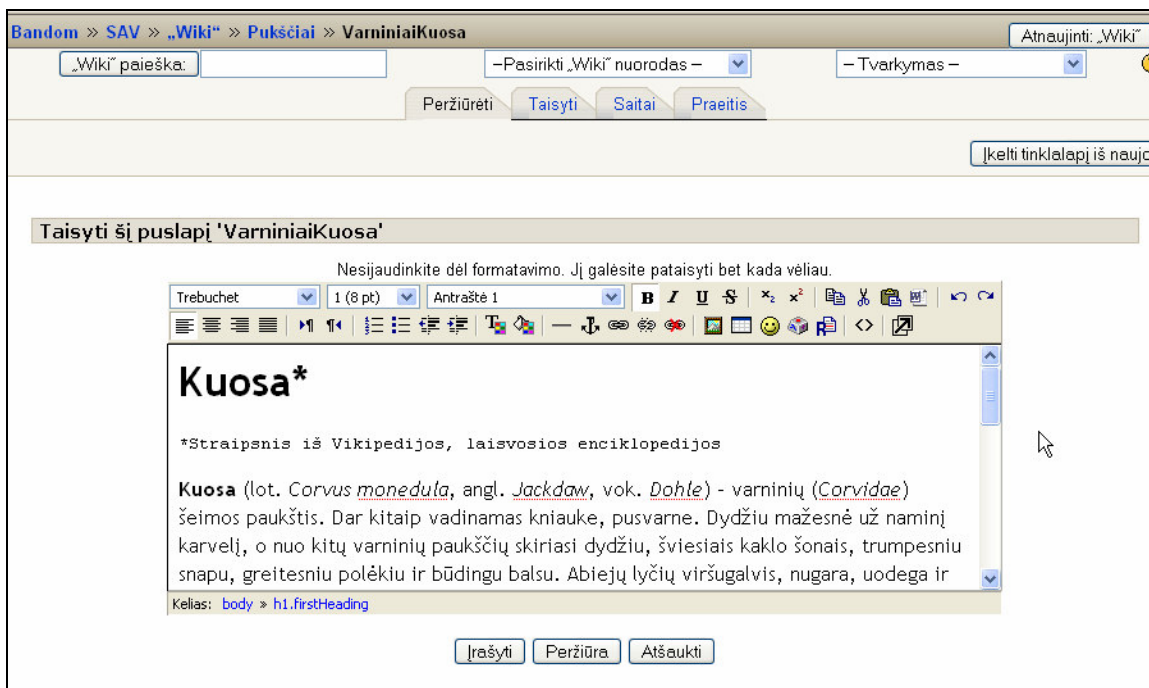 Bandom » SAV » „Wiki“ » Pukščiai » VarniniaiKuosa
Atnaujinti: „Wiki“
„Wiki“ paieška:
–Pasirikti „Wiki“ nuorodas –
– Tvarkymas –
Peržiūrėti Taisyti Saitai Praeitis
Įkelti tinklalapį iš naujo
Taisyti šį puslapį 'VarniniaiKuosa'
Nesijaudinkite dėl formatavimo. Jį galėsite pataisyti bet kada vėliau.
Trebuchet 1 (8 pt) Antraštė 1
Kuosa*
*Straipsnis iš Vikipedijos, laisvosios enciklopedijos
Kuosa (lot. Corvus monedula, angl. Jackdaw, vok. Dohle) - varninių (Corvidae)
šeimos paukštis. Dar kitaip vadinamas kniauke, pusvarne. Dydžiu mažesnė už naminį
karvelį, o nuo kitų varninių paukščių skiriasi dydžiu, šviesiais kaklo šonais, trumpesniu
snapu, greitesniu polėkiu ir būdingu balsu. Abiejų lyčių viršugalvis, nugara, uodega ir
Kelias: body » h1.firstHeading
Įrašyti Peržiūra Atšaukti